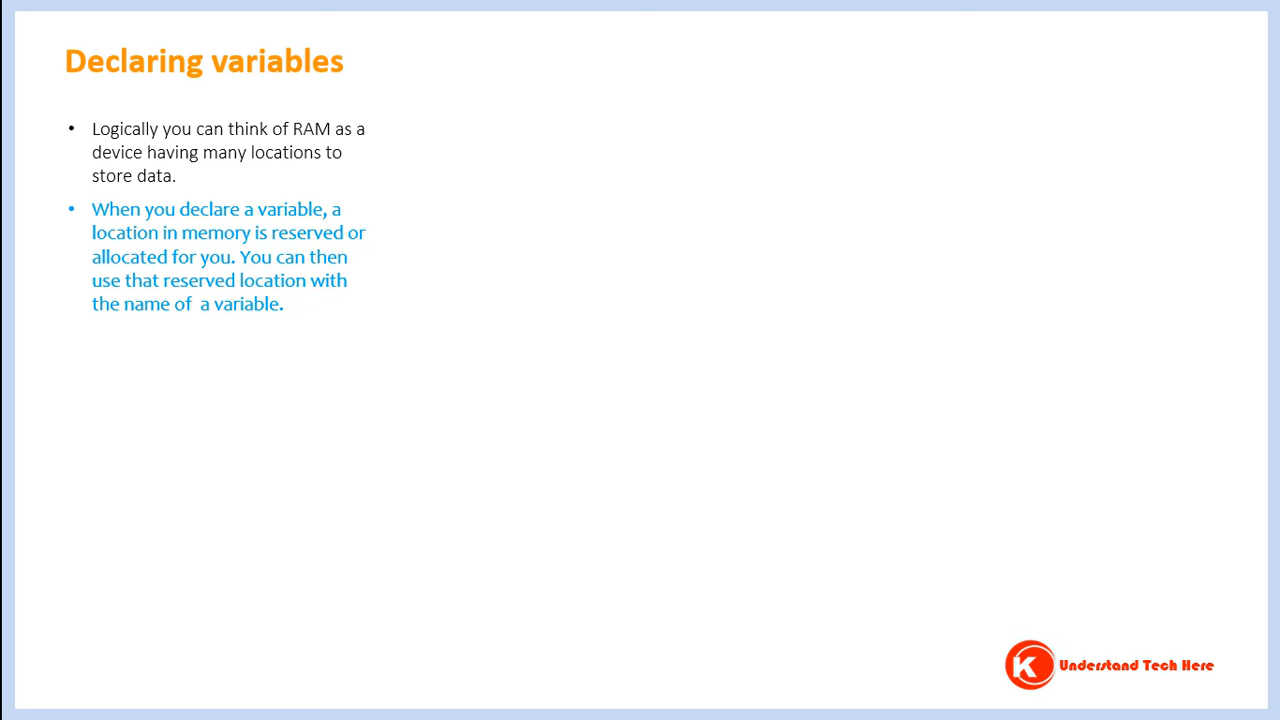 Declaring variables
• Logically you can think of RAM as a
device having many locations to
store data.
• When you declare a variable, a
location in memory is reserved or
allocated for you. You can then
use that reserved location with
the name of  a variable.
K Understand Tech Here